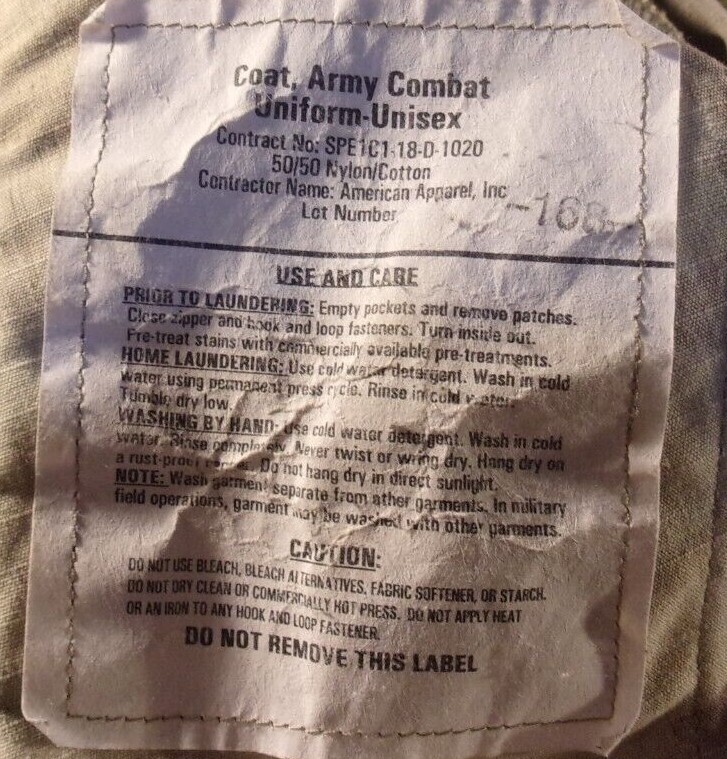 Coat, Army Combat
Uniform-Unisex
Contract No: SPE1C1-18-D-1020
50/50 Nylon/Cotton
Contractor Name: American Apparel, Inc
Lot Number
USE AND CARE
PRIOR TO LAUNDERING: Empty pockets and remove patches.
Close zipper and hook and loop fasteners. Turn inside out.
Pre-treat stains with commercially available pre-treatments.
HOME LAUNDERING: Use cold water detergent. Wash in cold
water using permanent press cycle. Rinse in cold water.
Tumble dry low.
WASHING BY HAND: Use cold water detergent. Wash in cold
water. Rinse completely. Never twist or wring dry. Hang dry on
a rust-proof Do not hang dry in direct sunlight.
NOTE: Wash garment separate from other garments. In military
field operations, garment may be washed with other garments.
CAUTION:
DO NOT USE BLEACH, BLEACH ALTERNATIVES, FABRIC SOFTENER, OR STARCH.
DO NOT DRY CLEAN OR COMMERCIALLY HOT PRESS. DO NOT APPLY HEAT
OR AN IRON TO ANY HOOK AND LOOP FASTENER.
DO NOT REMOVE THIS LABEL